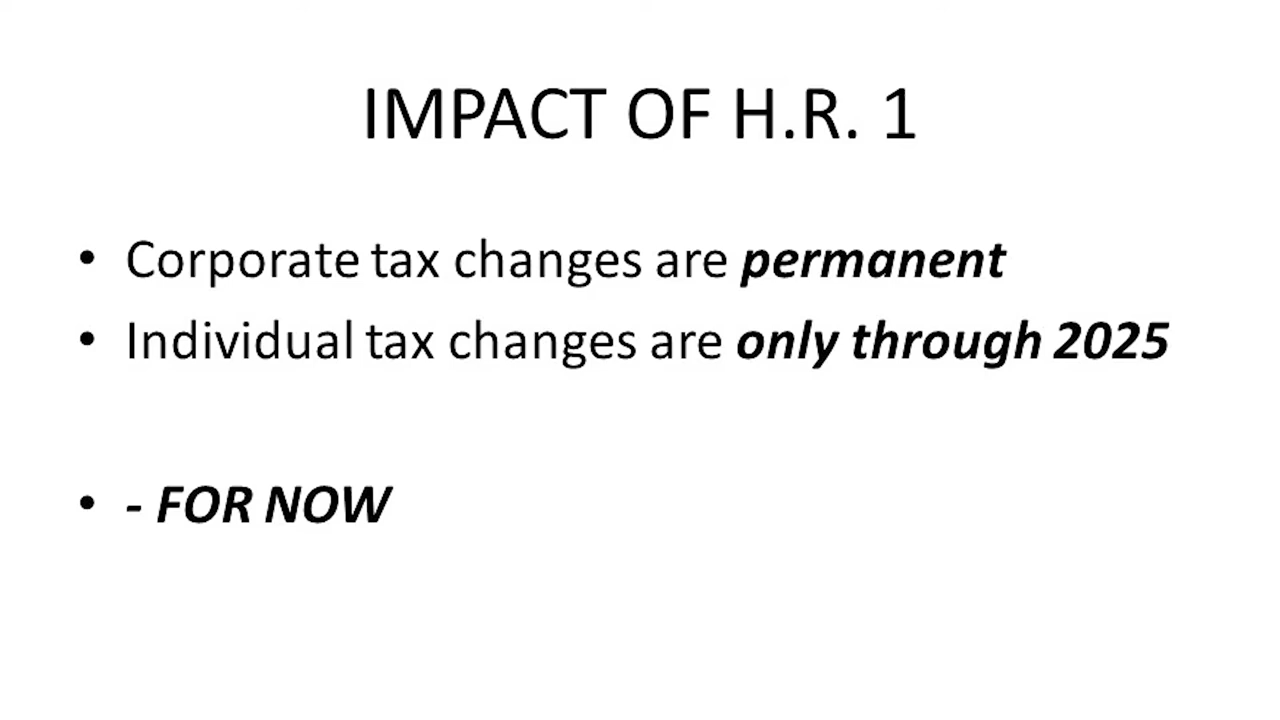 IMPACT OF H.R. 1
• Corporate tax changes are permanent
• Individual tax changes are only through 2025
• - FOR NOW